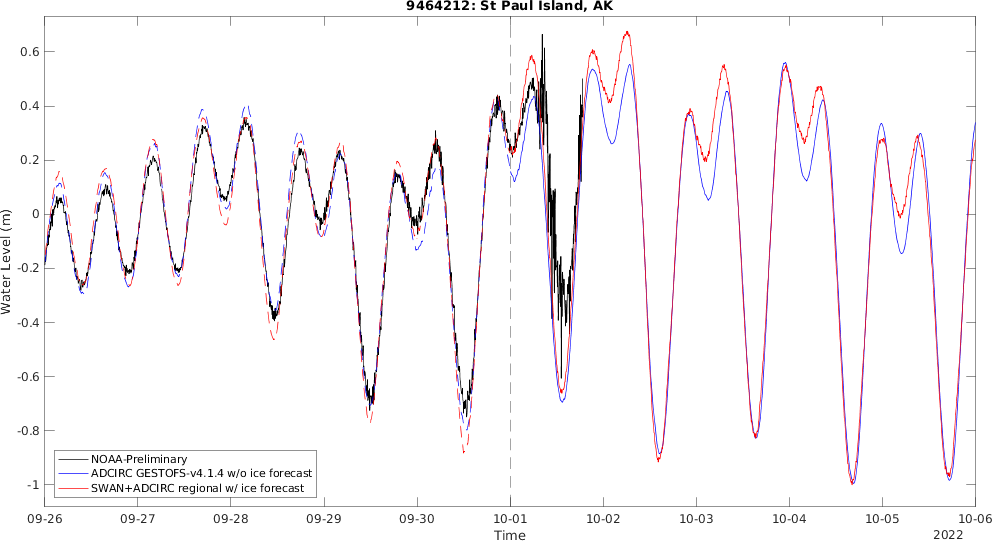 9464212: St Paul Island, AK
Water Level (m)
0.6
0.4
0.2
0
-0.2
-0.4
-0.6
-0.8
-1
NOAA-Preliminary
ADCIRC GESTOFS-v4.1.4 w/o ice forecast
SWAN+ADCIRC regional w/ ice forecast
09-26 09-27 09-28 09-29 09-30 10-01 10-02 10-03 10-04 10-05 10-06
Time
2022